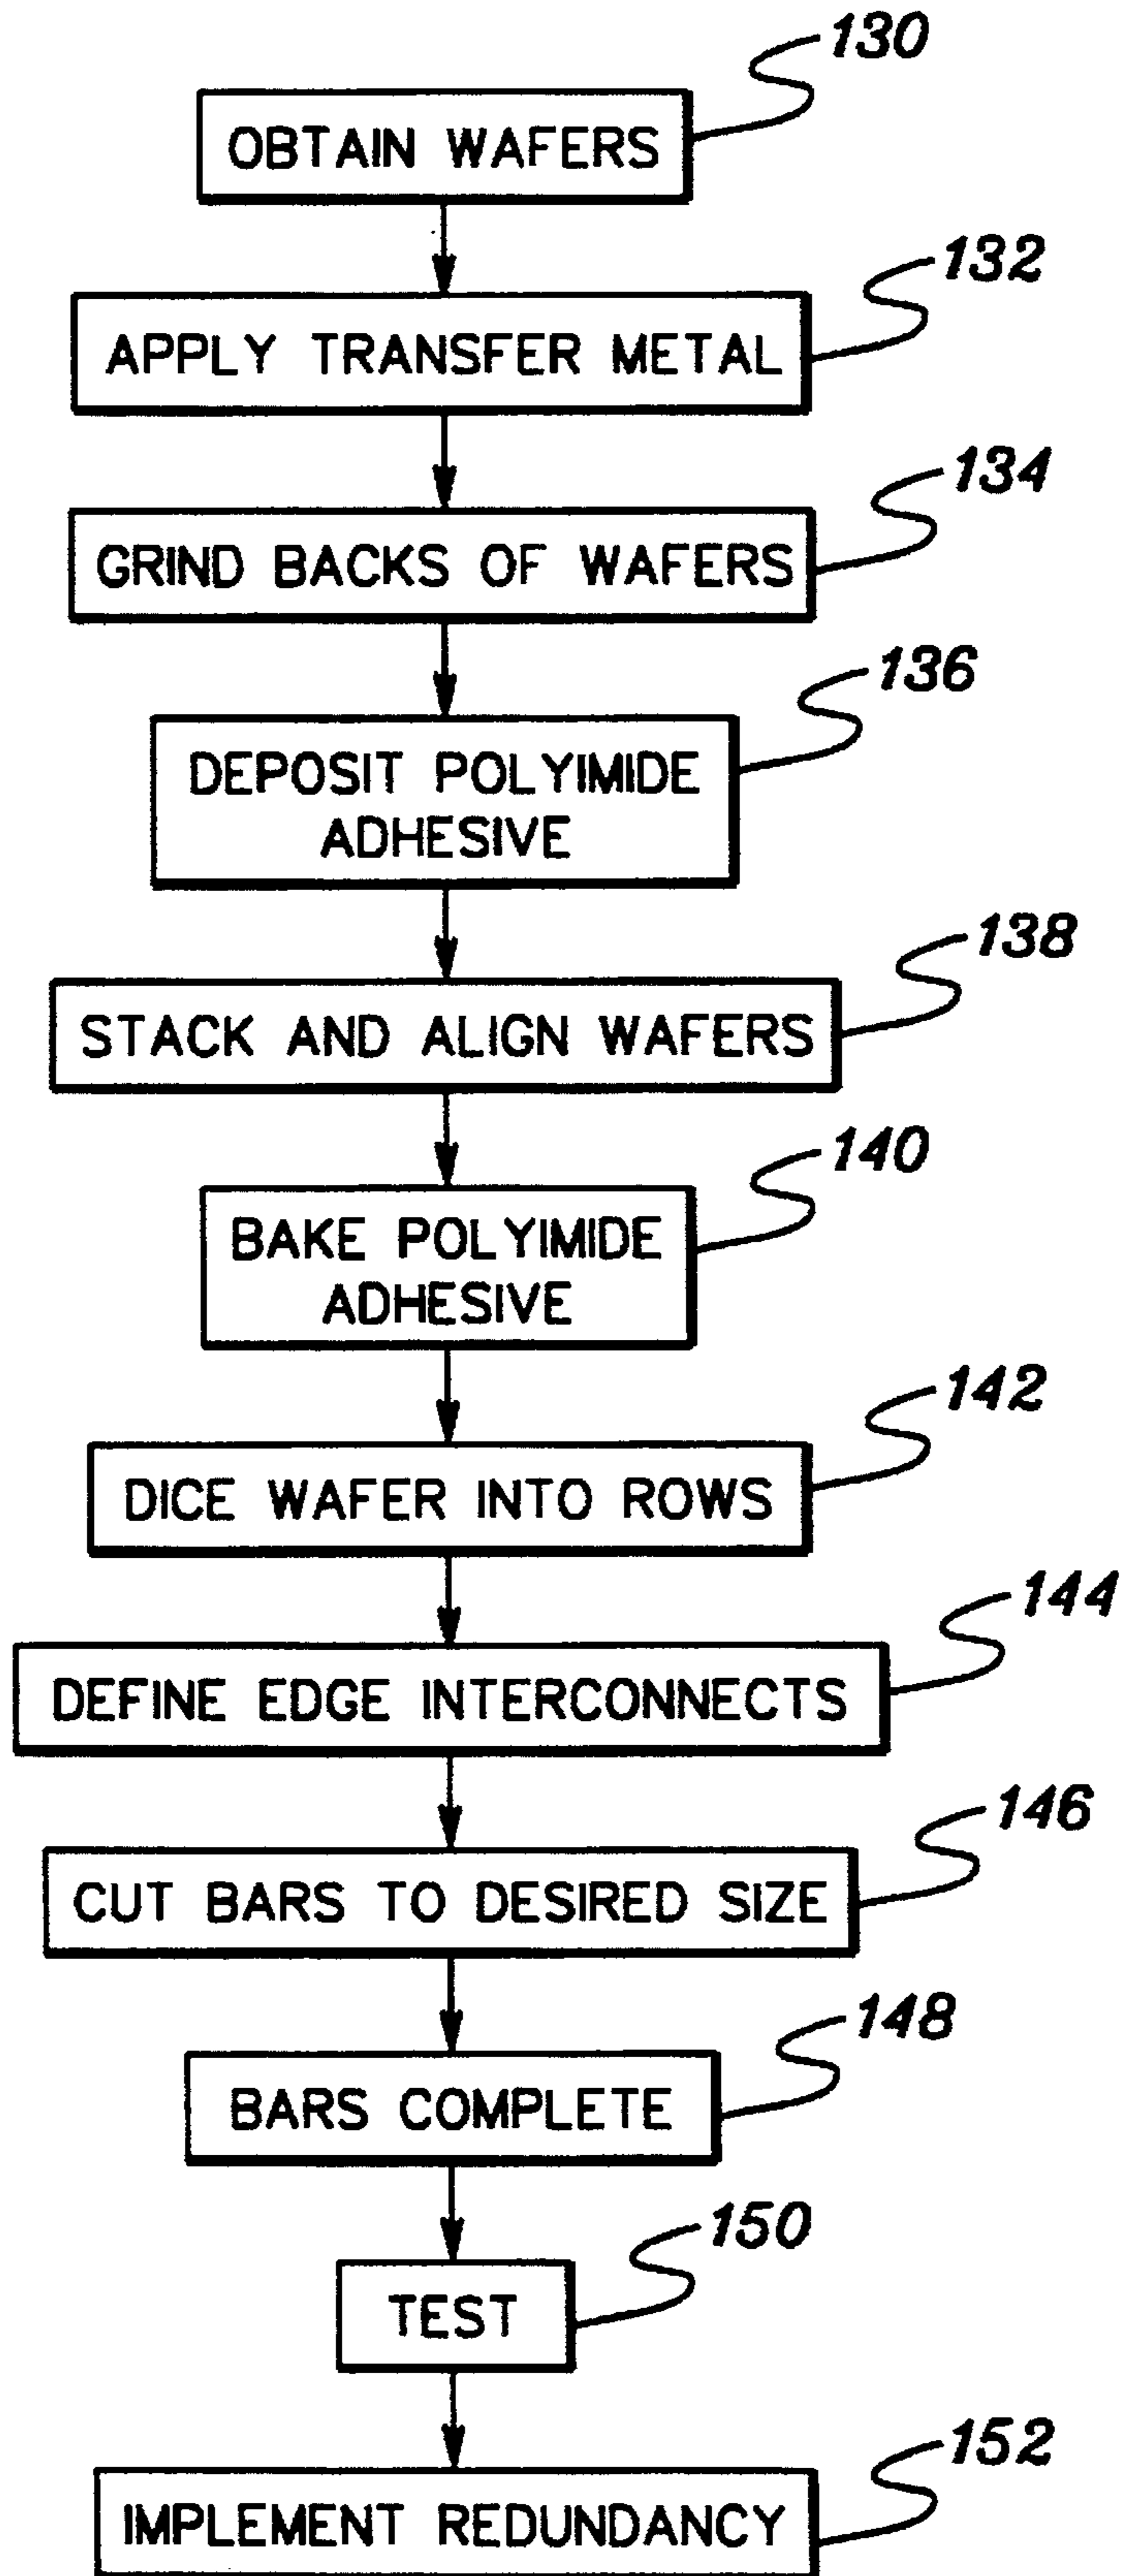 130
OBTAIN WAFERS
132
APPLY TRANSFER METAL
134
GRIND BACKS OF WAFERS
136
DEPOSIT POLYIMIDE
ADHESIVE
138
STACK AND ALIGN WAFERS
140
BAKE POLYIMIDE
ADHESIVE
142
DICE WAFER INTO ROWS
144
DEFINE EDGE INTERCONNECTS
146
CUT BARS TO DESIRED SIZE
148
BARS COMPLETE
150
TEST
152
IMPLEMENT REDUNDANCY